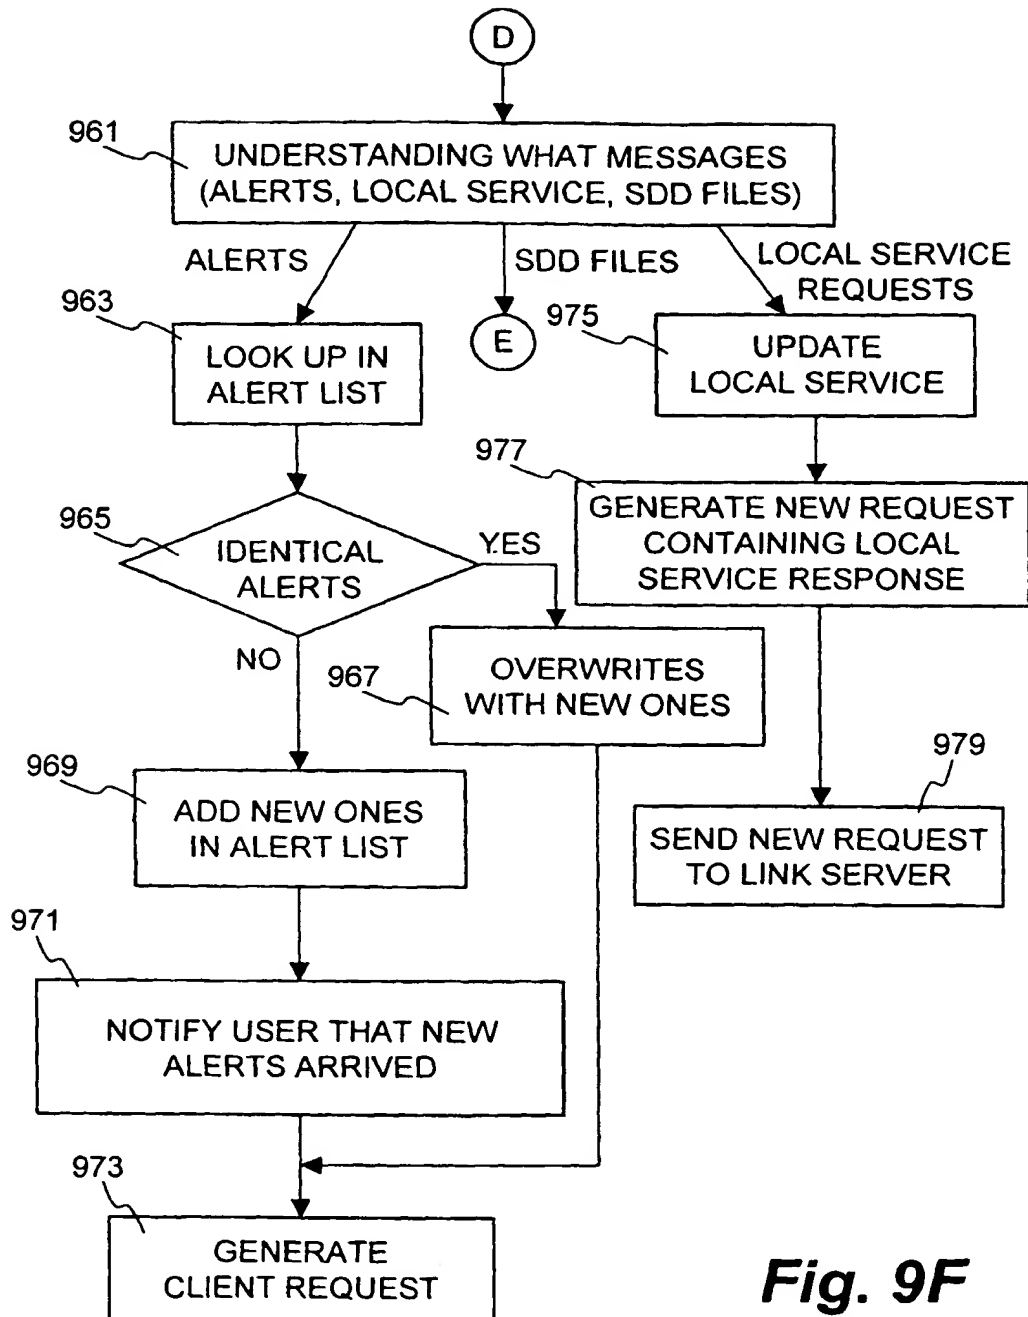 D
961
UNDERSTANDING WHAT MESSAGES
(ALERTS, LOCAL SERVICE, SDD FILES)
ALERTS
SDD FILES
LOCAL SERVICE
REQUESTS
963
LOOK UP IN
ALERT LIST
E
975
UPDATE
LOCAL SERVICE
977
GENERATE NEW REQUEST
CONTAINING LOCAL
SERVICE RESPONSE
965
IDENTICAL
ALERTS
YES
NO
967
OVERWRITES
WITH NEW ONES
969
ADD NEW ONES
IN ALERT LIST
979
SEND NEW REQUEST
TO LINK SERVER
971
NOTIFY USER THAT NEW
ALERTS ARRIVED
973
GENERATE
CLIENT REQUEST
Fig. 9F